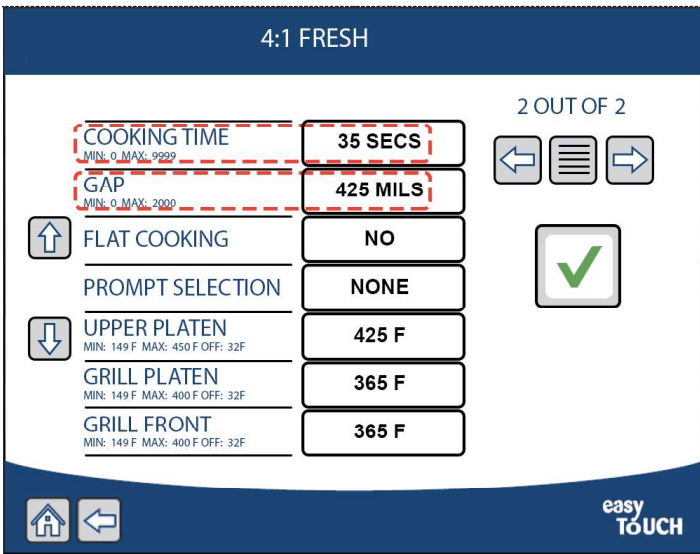 4:1 FRESH
2 OUT OF 2
COOKING TIME
MIN: 0 MAX: 9999
35 SECS
GAP
MIN: 0 MAX: 2000
425 MILS
FLAT COOKING
NO
PROMPT SELECTION
NONE
UPPER PLATEN
MIN: 149 F MAX: 450 F OFF: 32F
425 F
GRILL PLATEN
MIN: 149 F MAX: 400 F OFF: 32F
365 F
GRILL FRONT
MIN: 149 F MAX: 400 F OFF: 32F
365 F
easy
TOUCH